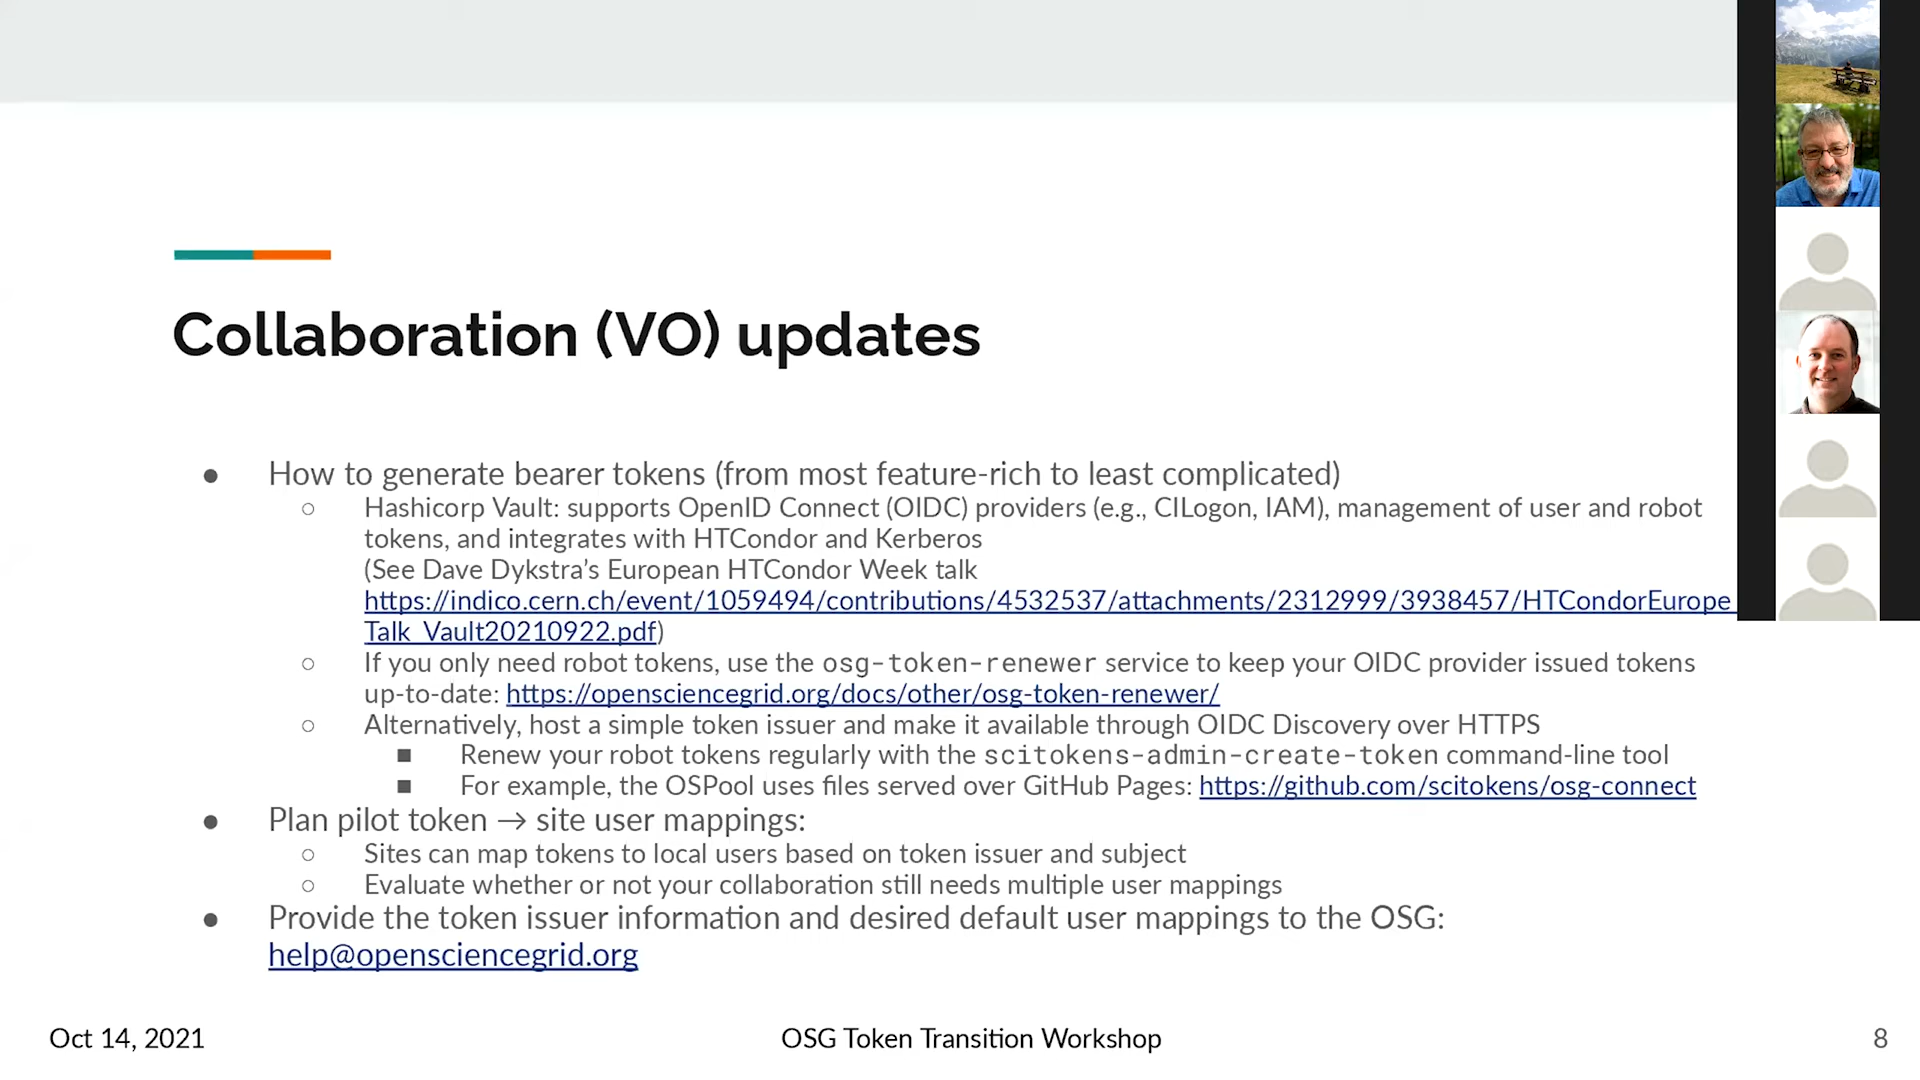 Collaboration (VO) updates
● How to generate bearer tokens (from most feature-rich to least complicated)
○ Hashicorp Vault: supports OpenID Connect (OIDC) providers (e.g., CILogon, IAM), management of user and robot
tokens, and integrates with HTCondor and Kerberos
(See Dave Dykstra’s European HTCondor Week talk
https://indico.cern.ch/event/1059494/contributions/4532537/attachments/2312999/3938457/HTCondorEurope
Talk_Vault20210922.pdf)
○ If you only need robot tokens, use the osg-token-renewer service to keep your OIDC provider issued tokens
up-to-date: https://opensciencegrid.org/docs/other/osg-token-renewer/
○ Alternatively, host a simple token issuer and make it available through OIDC Discovery over HTTPS
■ Renew your robot tokens regularly with the scitokens-admin-create-token command-line tool
■ For example, the OSPool uses files served over GitHub Pages: https://github.com/scitokens/osg-connect
● Plan pilot token → site user mappings:
○ Sites can map tokens to local users based on token issuer and subject
○ Evaluate whether or not your collaboration still needs multiple user mappings
● Provide the token issuer information and desired default user mappings to the OSG:
help@opensciencegrid.org
Oct 14, 2021
OSG Token Transition Workshop
8